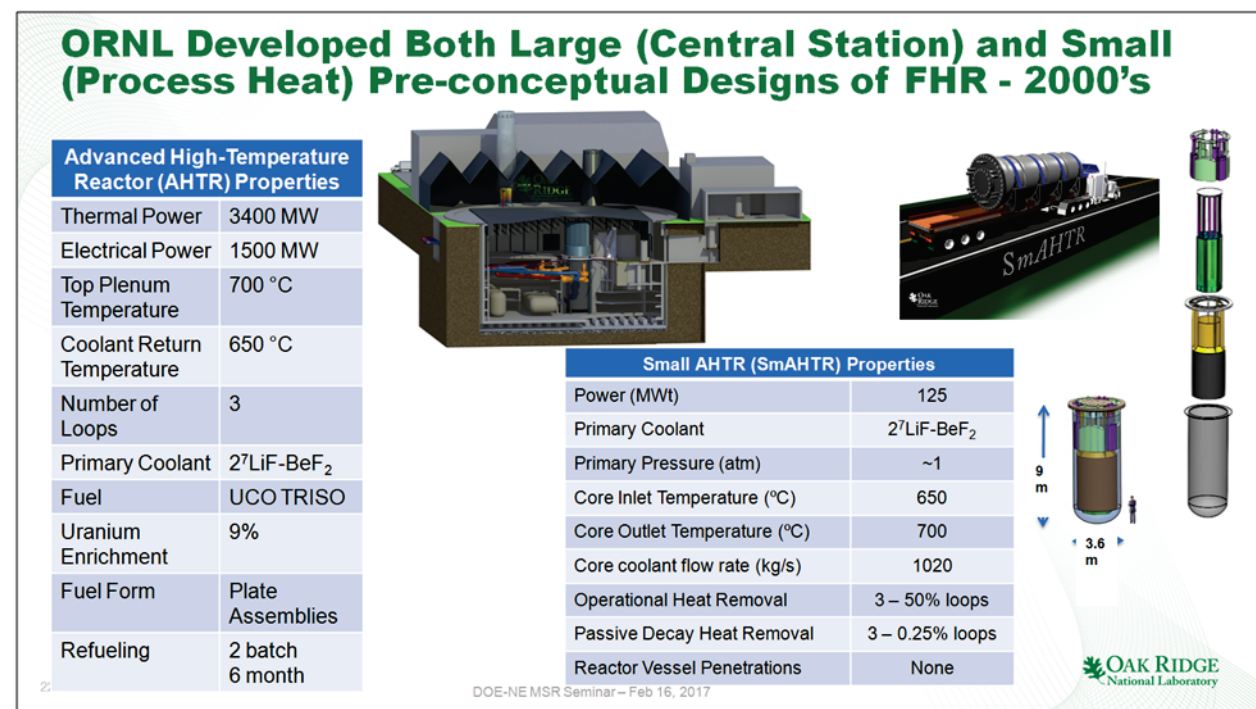 ORNL Developed Both Large (Central Station) and Small
(Process Heat) Pre-conceptual Designs of FHR - 2000's
Advanced High-Temperature
Reactor (AHTR) Properties
Thermal Power 3400 MW
Electrical Power 1500 MW
Top Plenum
Temperature 700 °C
Coolant Return
Temperature 650 °C
Number of
Loops 3
Primary Coolant 2⁷LiF-BeF₂
Fuel UCO TRISO
Uranium
Enrichment 9%
Fuel Form Plate
Assemblies
Refueling 2 batch
6 month
OAK
RIDGE
SmAHTR
OAK
RIDGE
Small AHTR (SmAHTR) Properties
Power (MWt) 125
Primary Coolant 2⁷LiF-BeF₂
Primary Pressure (atm) ~1
Core Inlet Temperature (ºC) 650
Core Outlet Temperature (ºC) 700
Core coolant flow rate (kg/s) 1020
Operational Heat Removal 3 – 50% loops
Passive Decay Heat Removal 3 – 0.25% loops
Reactor Vessel Penetrations None
9
m
3.6
m
DOE-NE MSR Seminar – Feb 16, 2017
OAK RIDGE
National Laboratory